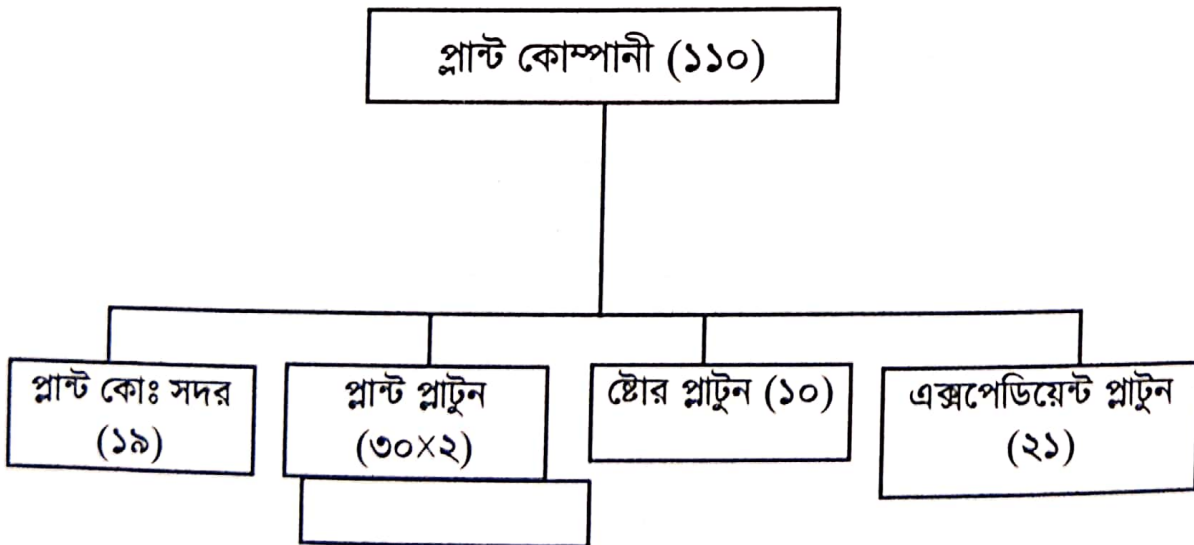 প্লান্ট কোম্পানী (১১০)
প্লান্ট কোঃ সদর
(১৯)
প্লান্ট প্লাটুন
(৩০×২)
ষ্টোর প্লাটুন (১০)
এক্সপেডিয়েন্ট প্লাটুন
(২১)